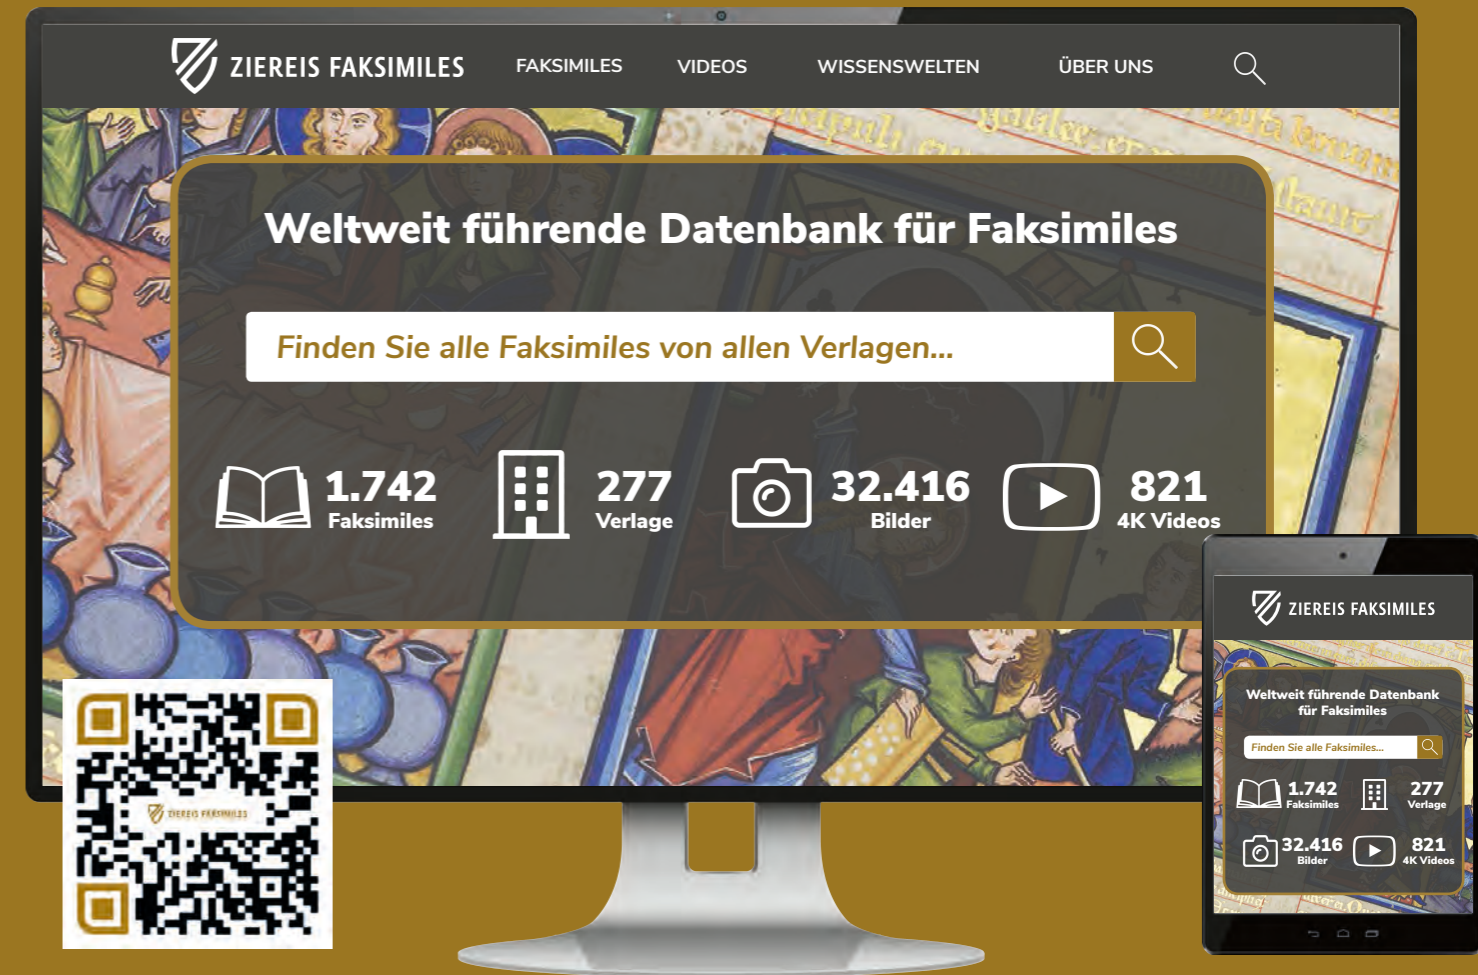 ZIEREIS FAKSIMILES
FAKSIMILES
VIDEOS
WISSENSWELTEN
ÜBER UNS
Weltweit führende Datenbank für Faksimiles
Finden Sie alle Faksimiles von allen Verlagen...
1.742
Faksimiles
277
Verlage
32.416
Bilder
821
4K Videos
ZIEREIS FAKSIMILES
ZIEREIS FAKSIMILES
Weltweit führende Datenbank
für Faksimiles
Finden Sie alle Faksimiles...
1.742
Faksimiles
277
Verlage
32.416
Bilder
821
4K Videos